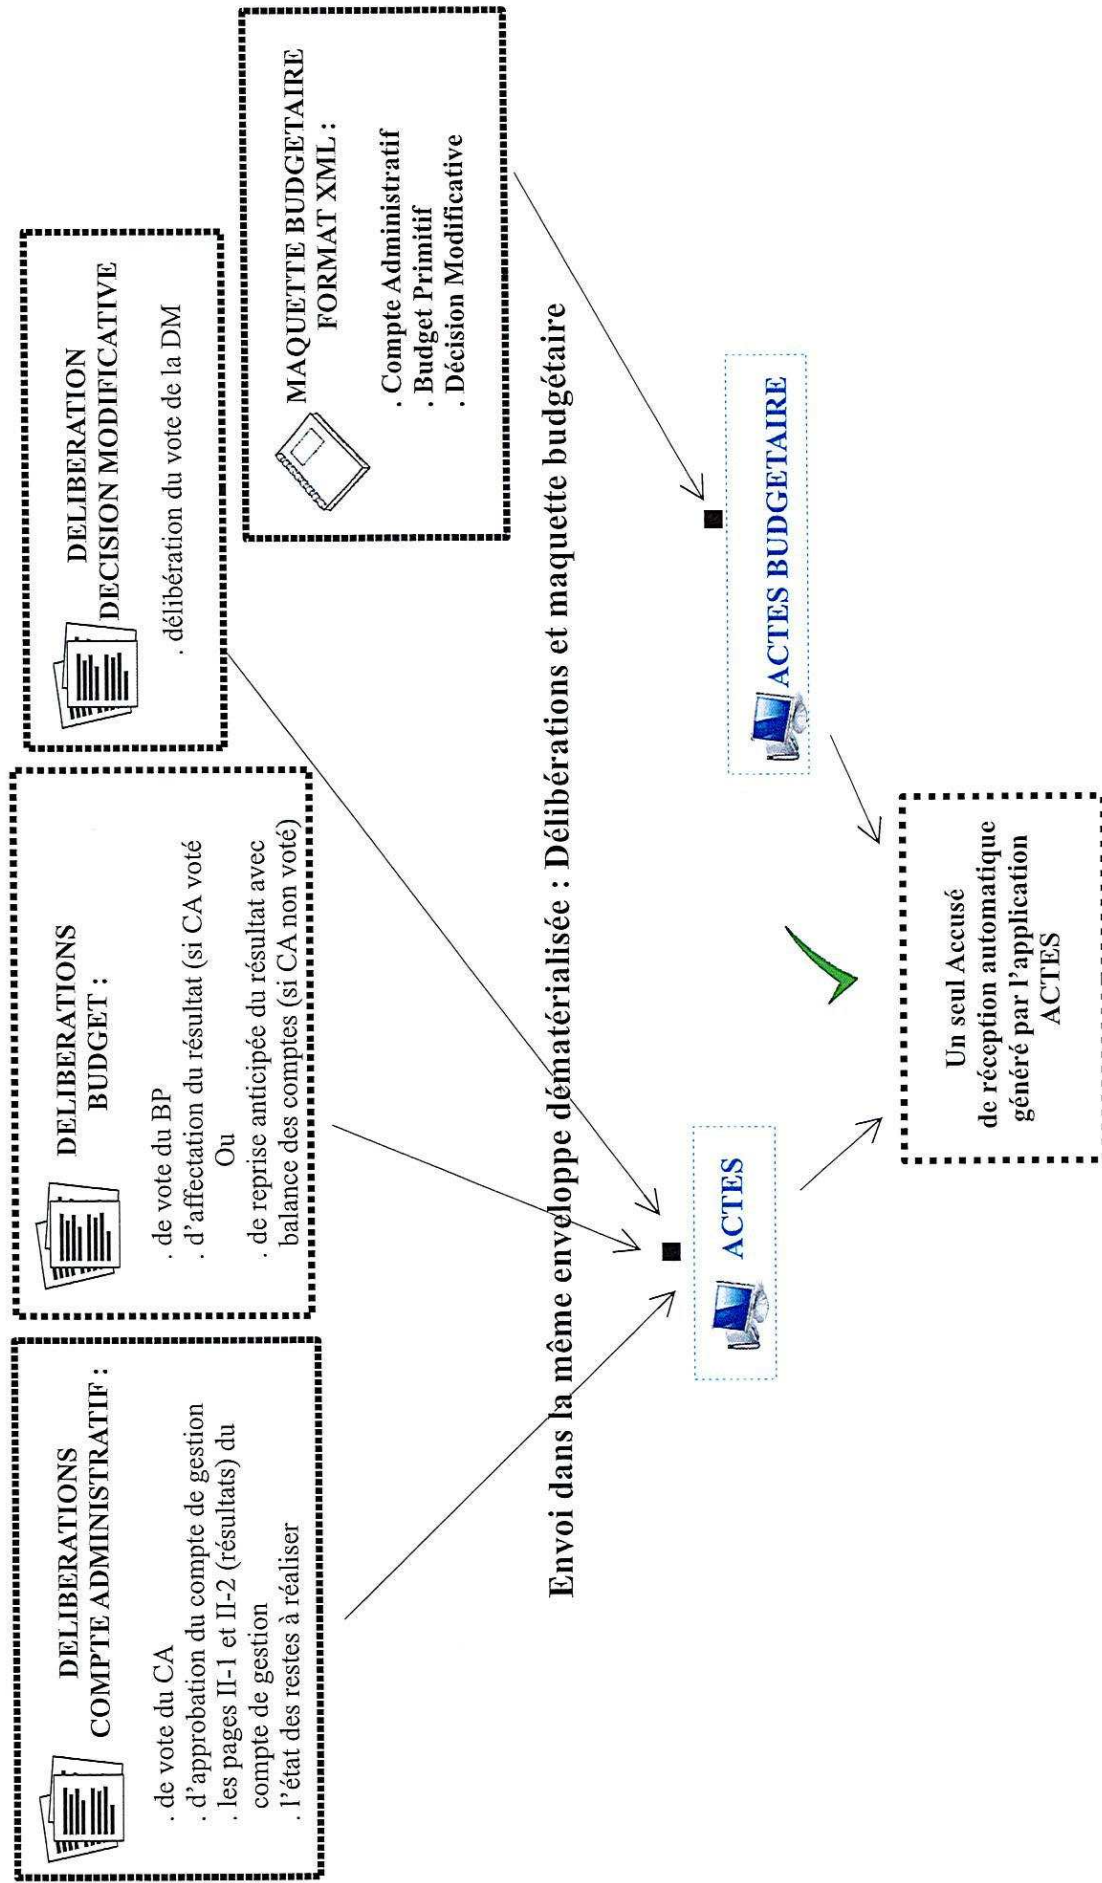 DELIBERATIONS
COMPTE ADMINISTRATIF :
. de vote du CA
. d'approbation du compte de gestion
. les pages II-1 et II-2 (résultats) du
compte de gestion
. l'état des restes à réaliser
DELIBERATIONS
BUDGET :
. de vote du BP
. d'affectation du résultat (si CA voté
Ou
. de reprise anticipée du résultat avec
balance des comptes (si CA non voté)
DELIBERATION
DECISION MODIFICATIVE
. délibération du vote de la DM
MAQUETTE BUDGETAIRE
FORMAT XML :
. Compte Administratif
. Budget Primitif
. Décision Modificative
Envoi dans la même enveloppe dématérialisée : Délibérations et maquette budgétaire
ACTES
ACTES BUDGETAIRE
Un seul Accusé
de réception automatique
généré par l'application
ACTES